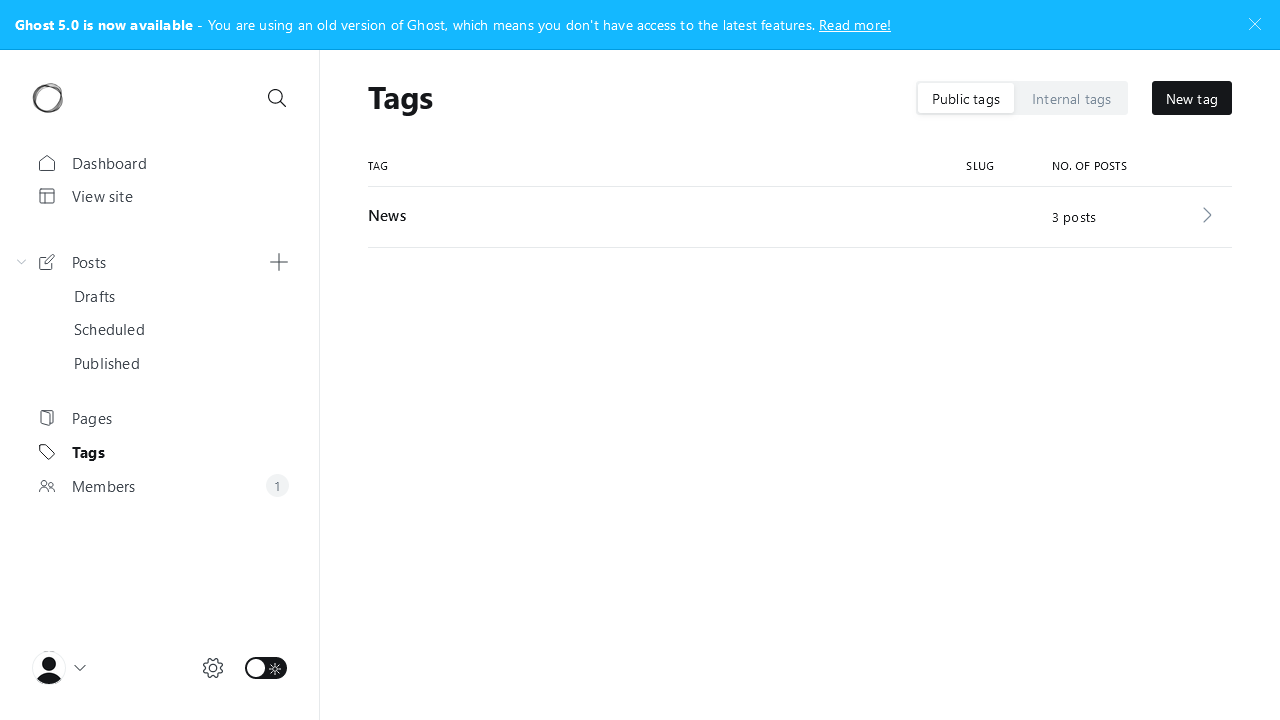 Ghost 5.0 is now available - You are using an old version of Ghost, which means you don't have access to the latest features. Read more!
Tags
Public tags
Internal tags
New tag
Dashboard
View site
Posts
Drafts
Scheduled
Published
Pages
Tags
Members
1
TAG
SLUG
NO. OF POSTS
News
3 posts